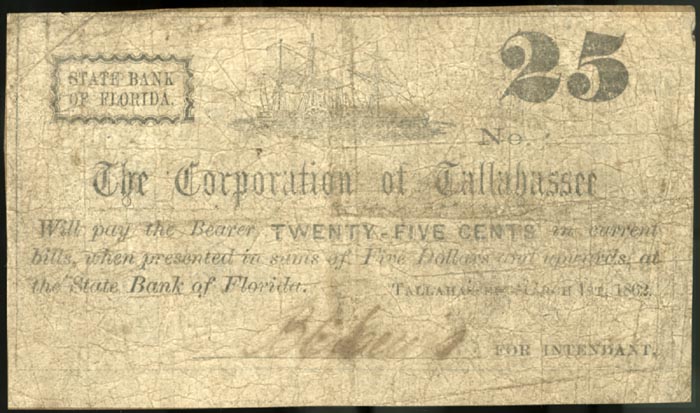 STATE BANK
OF FLORIDA.
25
No.
The Corporation of Tallahassee
Will pay the Bearer TWENTY-FIVE CENTS in current
bills, when presented in sums of Five Dollars and upwards, at
the State Bank of Florida. TALLAHASSEE, MARCH 1ST, 1862.
FOR INTENDANT.